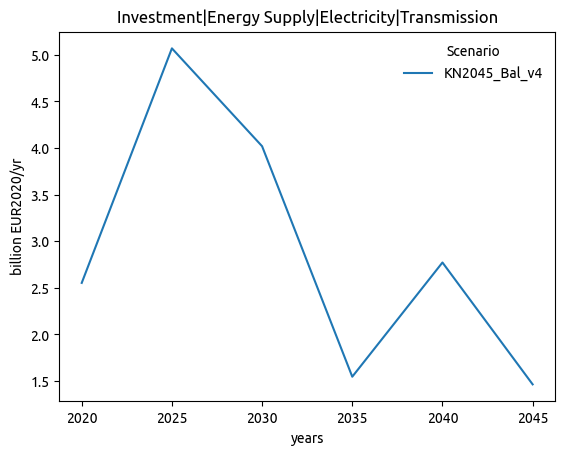 Investment|Energy Supply|Electricity|Transmission
Scenario
KN2045_Bal_v4
billion EUR2020/yr
5.0
4.5
4.0
3.5
3.0
2.5
2.0
1.5
2020 2025 2030 2035 2040 2045
years